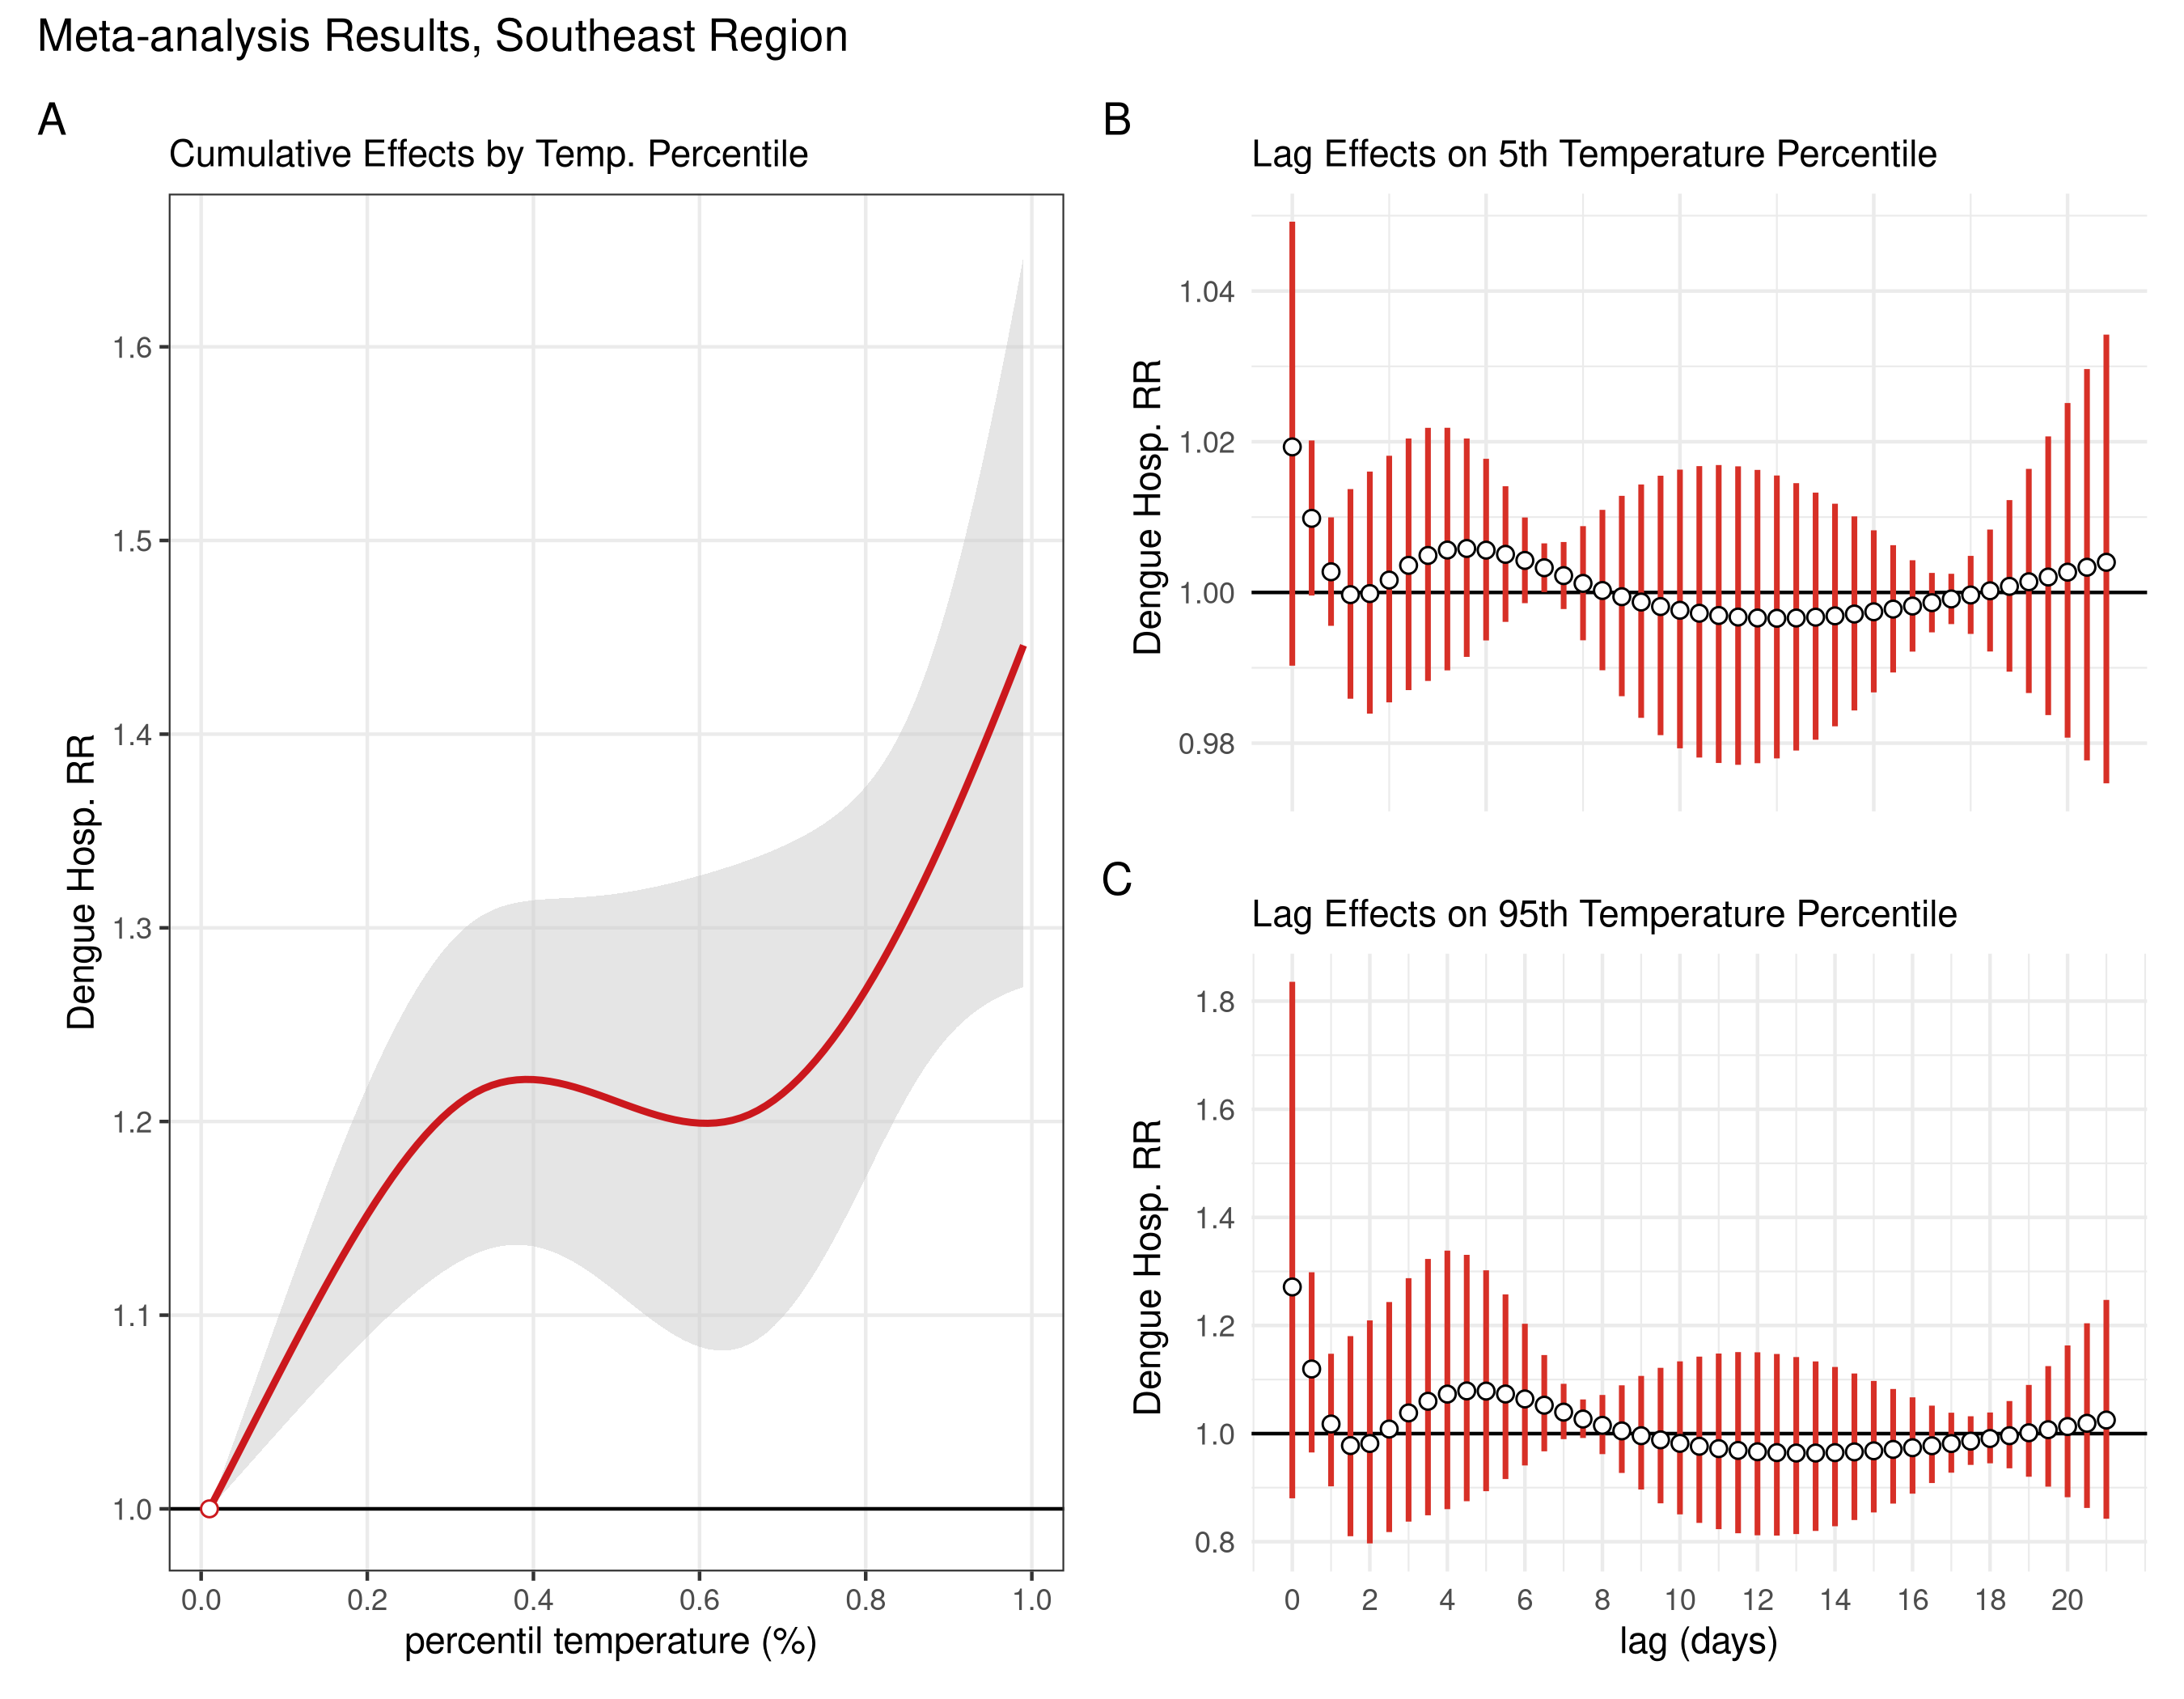 Meta-analysis Results, Southeast Region
A
Cumulative Effects by Temp. Percentile
Dengue Hosp. RR
1.6
1.5
1.4
1.3
1.2
1.1
1.0
0.0 0.2 0.4 0.6 0.8 1.0
percentil temperature (%)
B
Lag Effects on 5th Temperature Percentile
Dengue Hosp. RR
1.04
1.02
1.00
0.98
C
Lag Effects on 95th Temperature Percentile
Dengue Hosp. RR
1.8
1.6
1.4
1.2
1.0
0.8
0 2 4 6 8 10 12 14 16 18 20
lag (days)